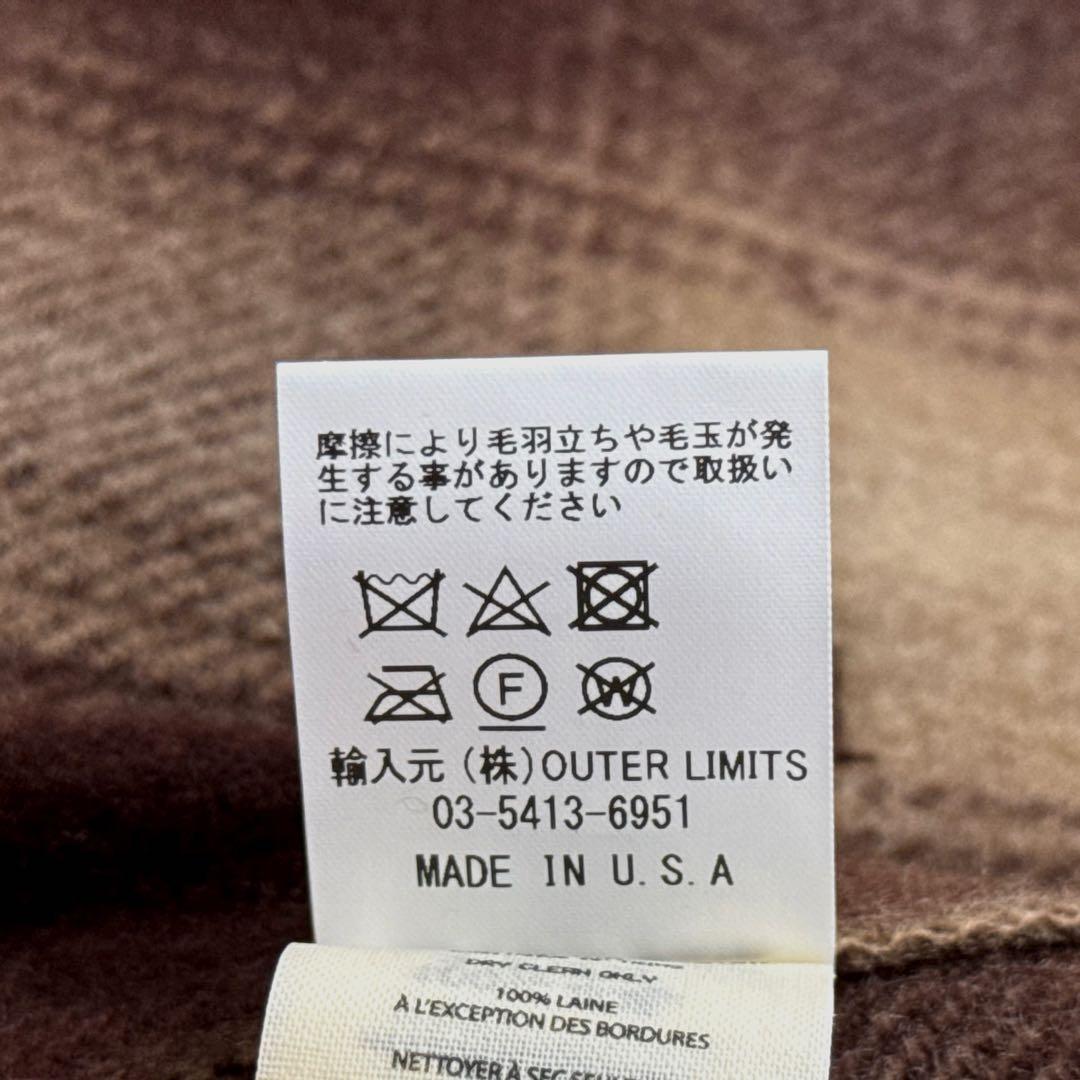 摩擦により毛羽立ちや毛玉が発
生する事がありますので取扱い
に注意してください
F
W
輸入元 (株)OUTER LIMITS
03-5413-6951
MADE IN U.S.A
DRY CLEAN ONLY
100% LAINE
À L'EXCEPTION DES BORDURES
NETTOYER À SEC